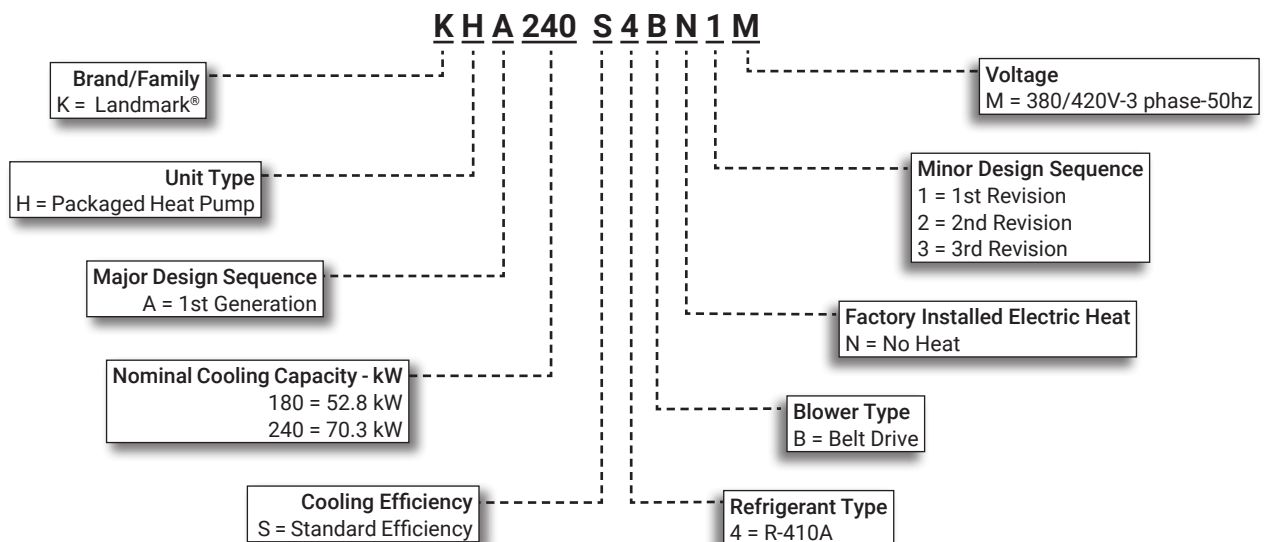 K H A 240 S 4 B N 1 M
Brand/Family
K = Landmark®
Voltage
M = 380/420V-3 phase-50hz
Unit Type
H = Packaged Heat Pump
Minor Design Sequence
1 = 1st Revision
2 = 2nd Revision
3 = 3rd Revision
Major Design Sequence
A = 1st Generation
Factory Installed Electric Heat
N = No Heat
Nominal Cooling Capacity - kW
180 = 52.8 kW
240 = 70.3 kW
Blower Type
B = Belt Drive
Cooling Efficiency
S = Standard Efficiency
Refrigerant Type
4 = R-410A